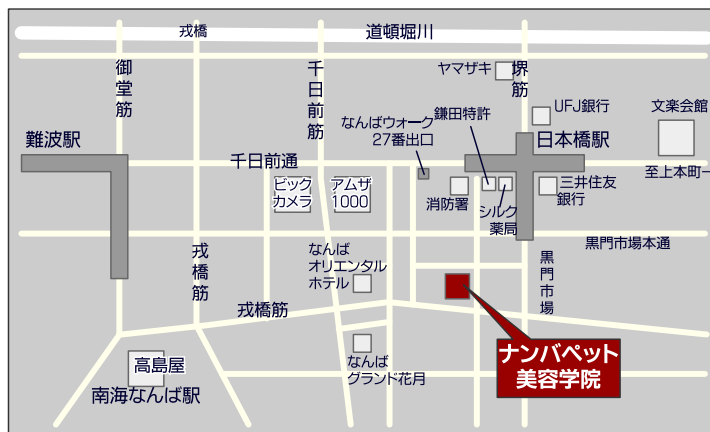 戎橋
道頓堀川
御堂筋
千日前筋
ヤマザキ
堺筋
UFJ銀行
文楽会館
鎌田特許
なんばウォーク
27番出口
難波駅
日本橋駅
千日前通
至上本町
ビック
カメラ
アムザ
1000
消防署
シルク
薬局
三井住友
銀行
黒門市場本通
戎橋筋
なんば
オリエンタル
ホテル
黒門市場
戎橋筋
ナンバペット
美容学院
高島屋
なんば
グランド花月
南海なんば駅